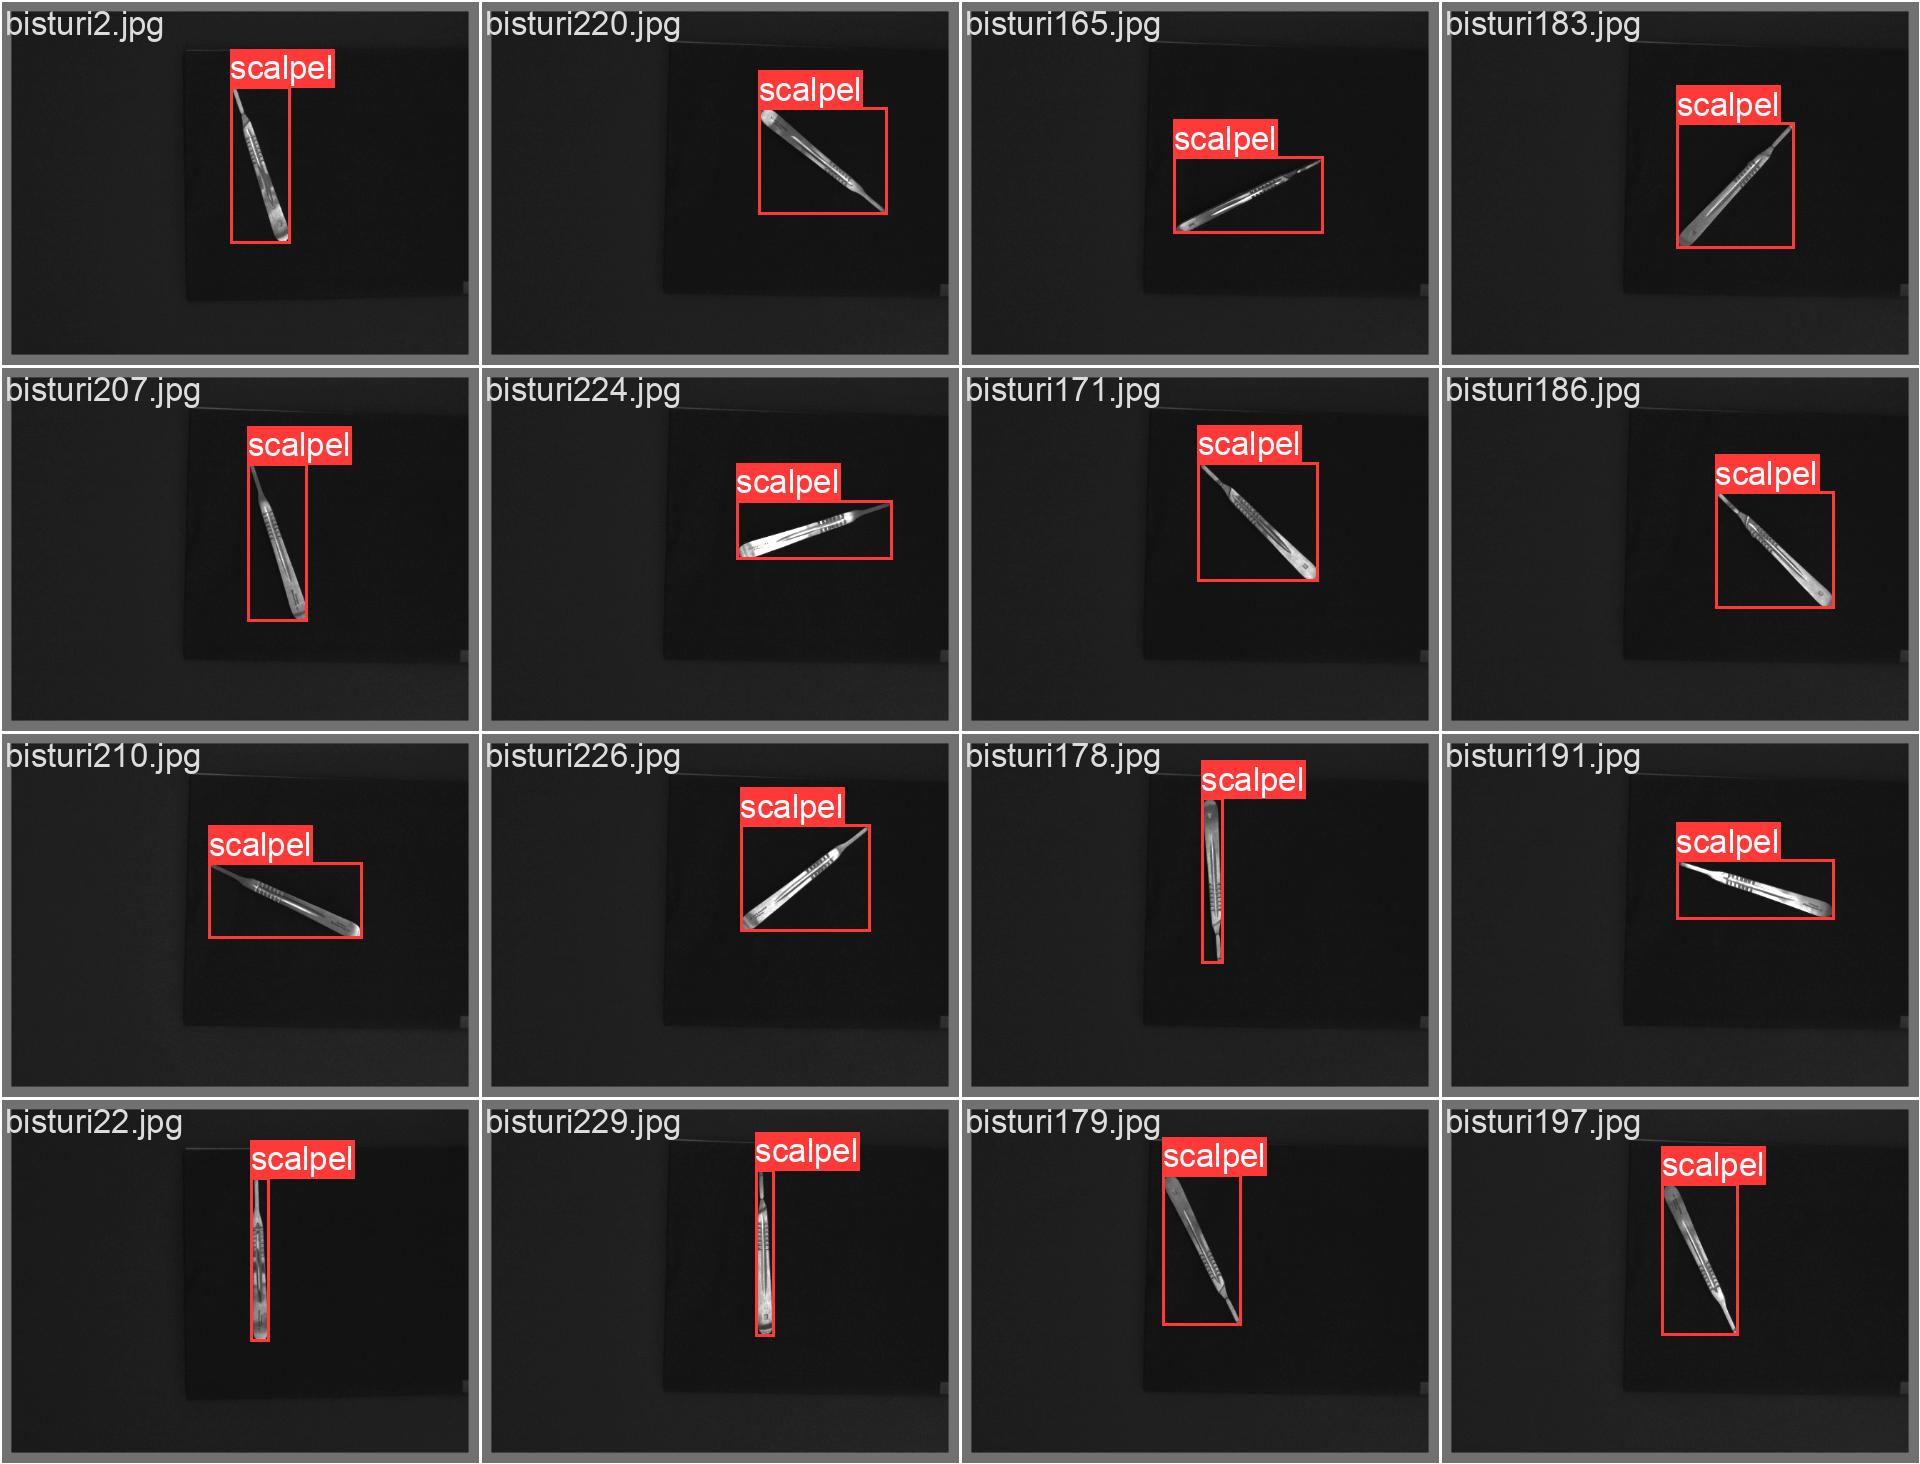 bisturi2.jpg
scalpel
bisturi220.jpg
scalpel
bisturi165.jpg
scalpel
bisturi183.jpg
scalpel
bisturi207.jpg
scalpel
bisturi224.jpg
scalpel
bisturi171.jpg
scalpel
bisturi186.jpg
scalpel
bisturi210.jpg
scalpel
bisturi226.jpg
scalpel
bisturi178.jpg
scalpel
bisturi191.jpg
scalpel
bisturi22.jpg
scalpel
bisturi229.jpg
scalpel
bisturi179.jpg
scalpel
bisturi197.jpg
scalpel